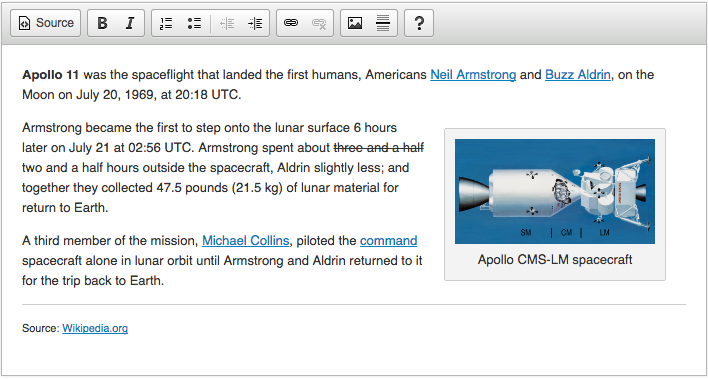 Source
B I ?
Apollo 11 was the spaceflight that landed the first humans, Americans Neil Armstrong and Buzz Aldrin, on the
Moon on July 20, 1969, at 20:18 UTC.
Armstrong became the first to step onto the lunar surface 6 hours
later on July 21 at 02:56 UTC. Armstrong spent about three and a half
two and a half hours outside the spacecraft, Aldrin slightly less; and
together they collected 47.5 pounds (21.5 kg) of lunar material for
return to Earth.
A third member of the mission, Michael Collins, piloted the command
spacecraft alone in lunar orbit until Armstrong and Aldrin returned to it
for the trip back to Earth.
SM | CM | LM
Apollo CMS-LM spacecraft
Source: Wikipedia.org